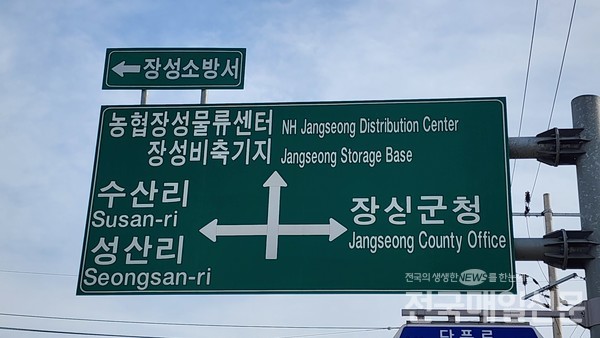 장성소방서
농협장성물류센터 NH Jangseong Distribution Center
장성비축기지 Jangseong Storage Base
수산리
Susan-ri
성산리
Seongsan-ri
장싱군청
Jangseong County Office
전국의 생생한 NEWS를 한눈에
전국매일신문
단풍로